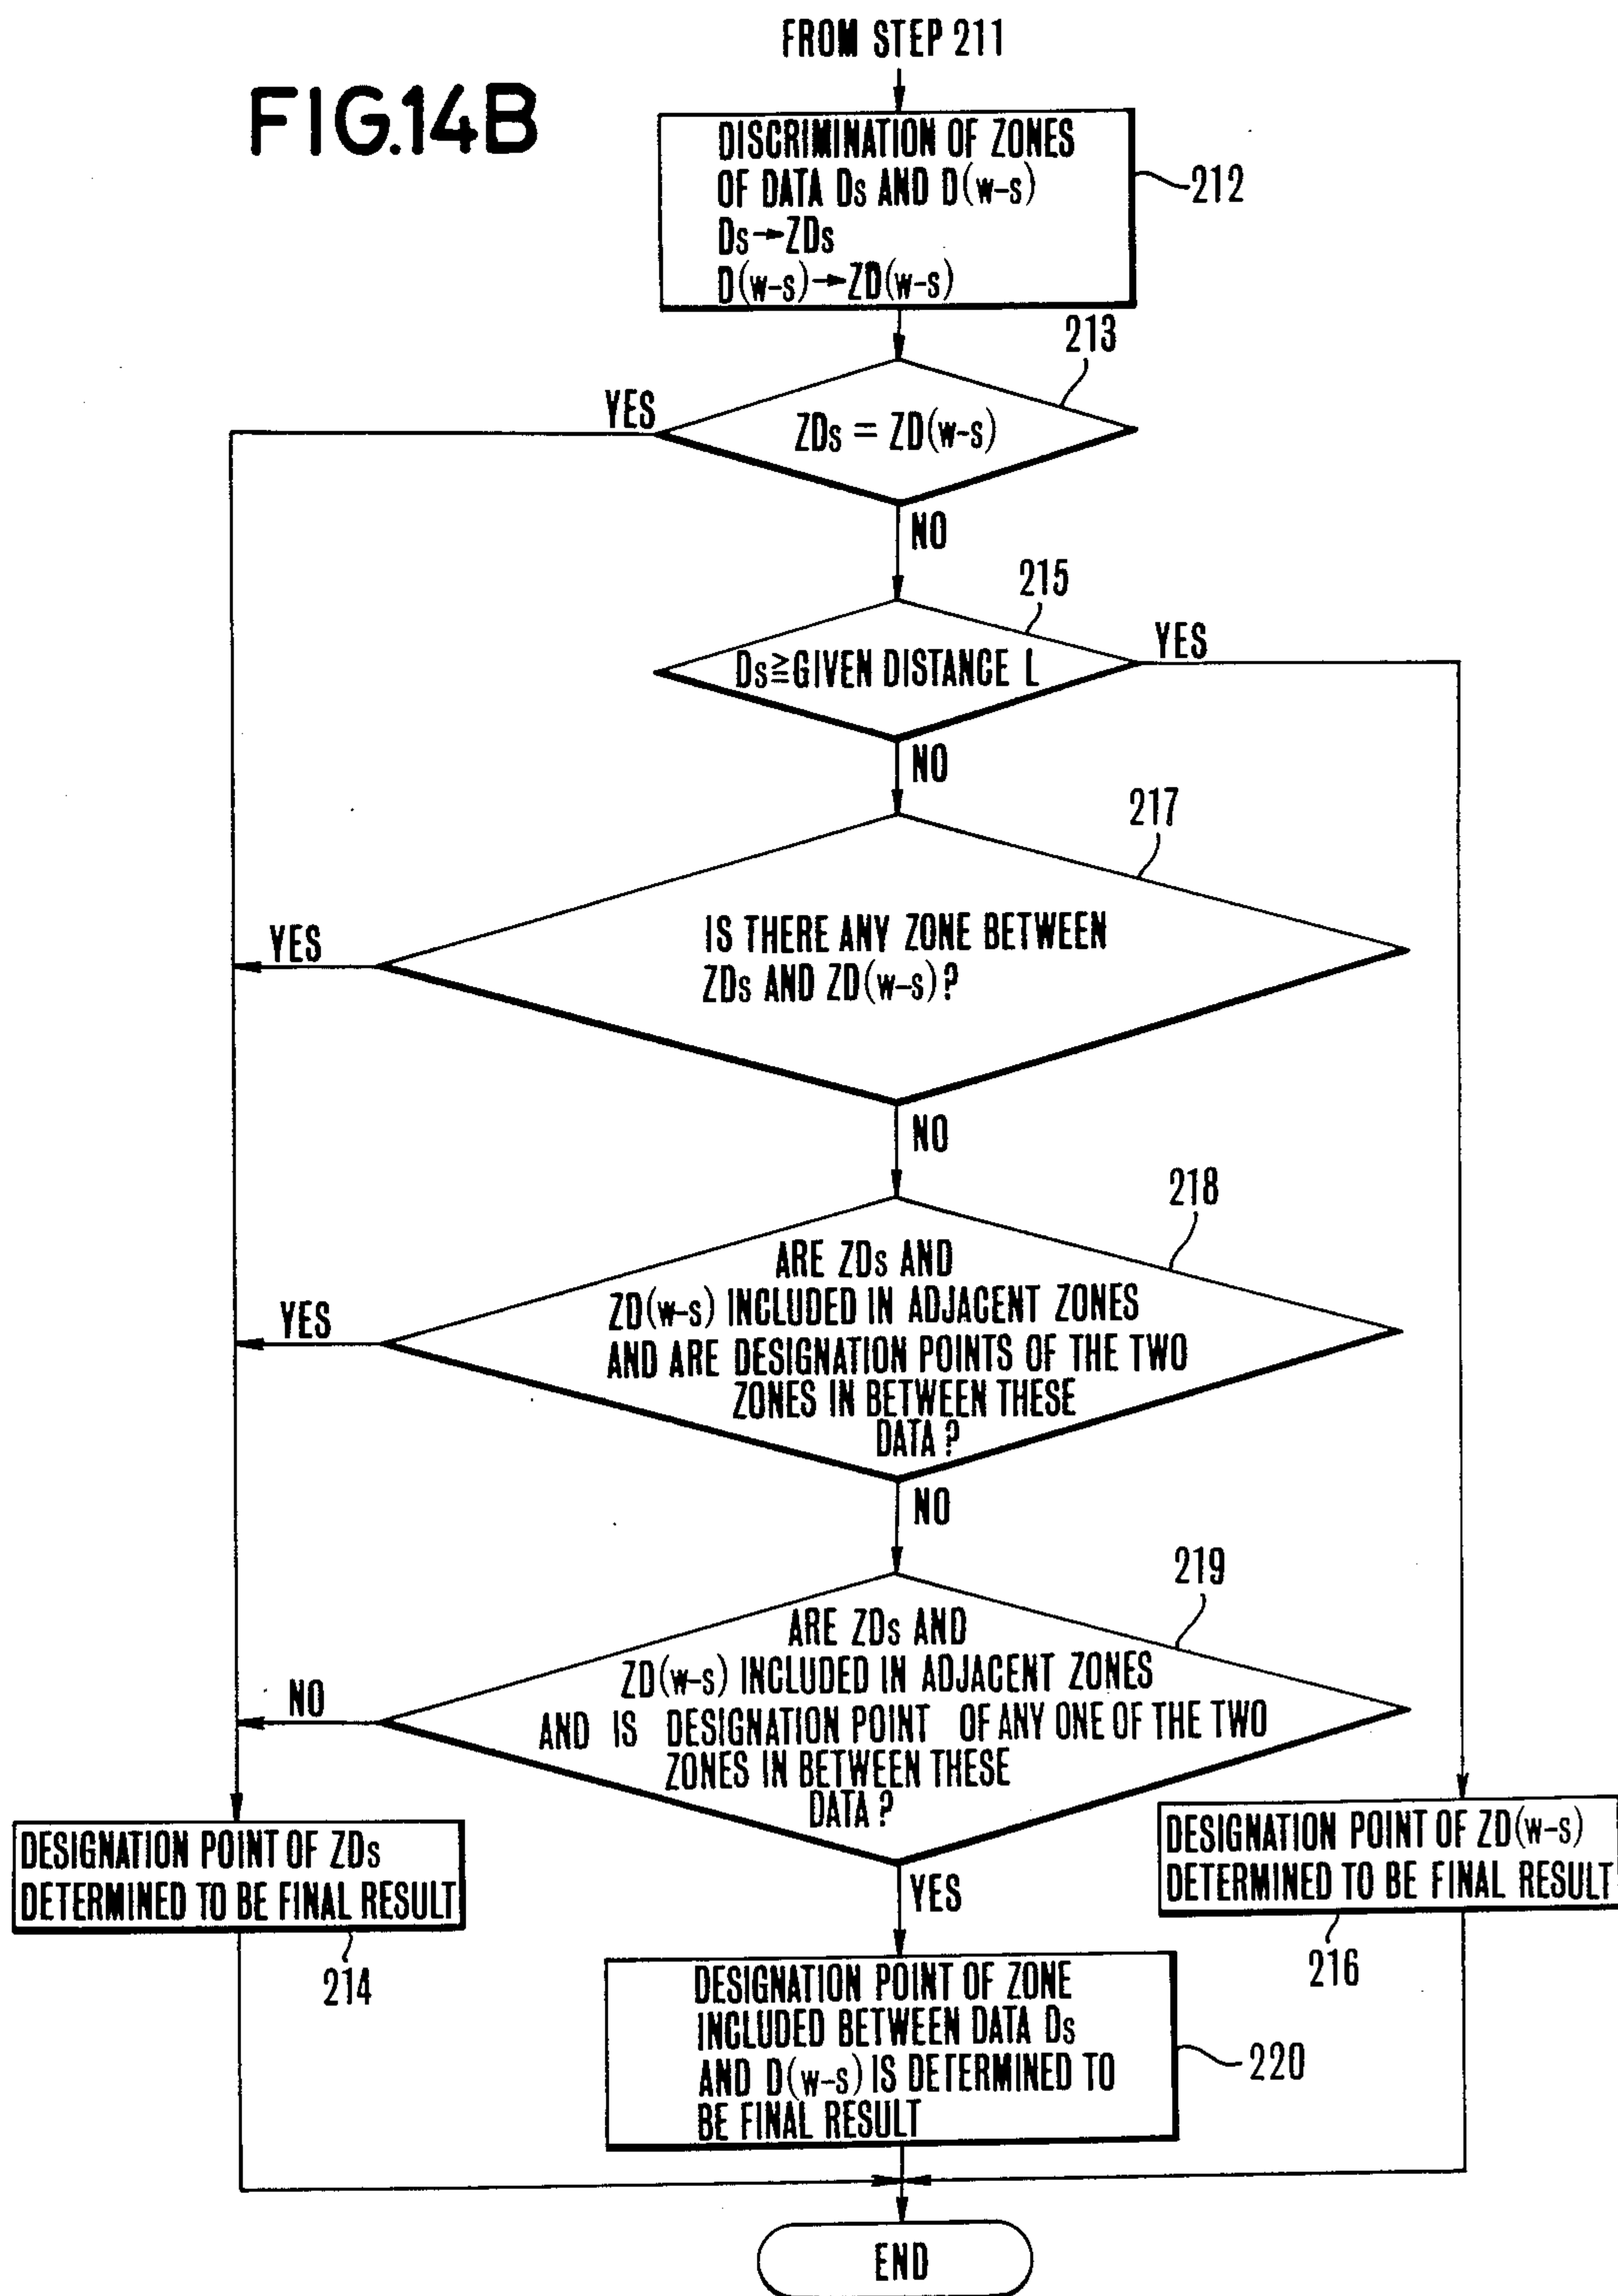 FROM STEP 211
FIG.14B
DISCRIMINATION OF ZONES
OF DATA Ds AND D(w-s)
Ds→ZDs
D(w-s)→ZD(w-s)
212
213
YES
ZDs = ZD(w-s)
NO
215
YES
Ds≧GIVEN DISTANCE L
NO
217
YES
IS THERE ANY ZONE BETWEEN
ZDs AND ZD(w-s)?
NO
218
YES
ARE ZDs AND
ZD(w-s) INCLUDED IN ADJACENT ZONES
AND ARE DESIGNATION POINTS OF THE TWO
ZONES IN BETWEEN THESE
DATA?
NO
219
NO
ARE ZDs AND
ZD(w-s) INCLUDED IN ADJACENT ZONES
AND IS DESIGNATION POINT OF ANY ONE OF THE TWO
ZONES IN BETWEEN THESE
DATA?
YES
DESIGNATION POINT OF ZDs
DETERMINED TO BE FINAL RESULT
214
DESIGNATION POINT OF ZD(w-s)
DETERMINED TO BE FINAL RESULT
216
DESIGNATION POINT OF ZONE
INCLUDED BETWEEN DATA Ds
AND D(w-s) IS DETERMINED TO
BE FINAL RESULT
220
END